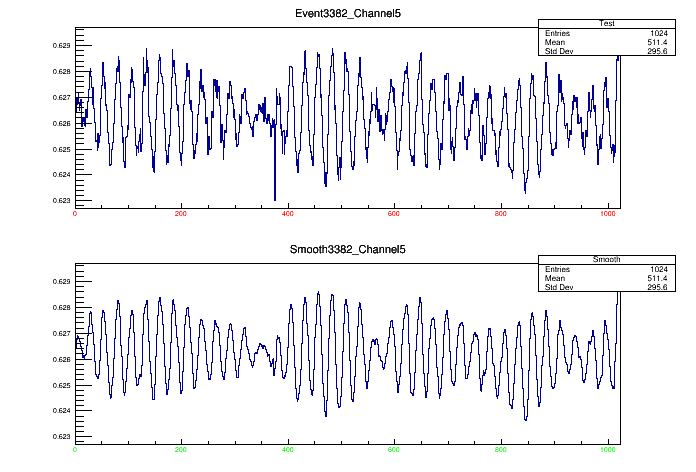 Event3382_Channel5
Test
Entries 1024
Mean 511.4
Std Dev 295.6
0.629
0.628
0.627
0.626
0.625
0.624
0.623
0 200 400 600 800 1000
Smooth3382_Channel5
Smooth
Entries 1024
Mean 511.4
Std Dev 295.6
0.629
0.628
0.627
0.626
0.625
0.624
0.623
0 200 400 600 800 1000